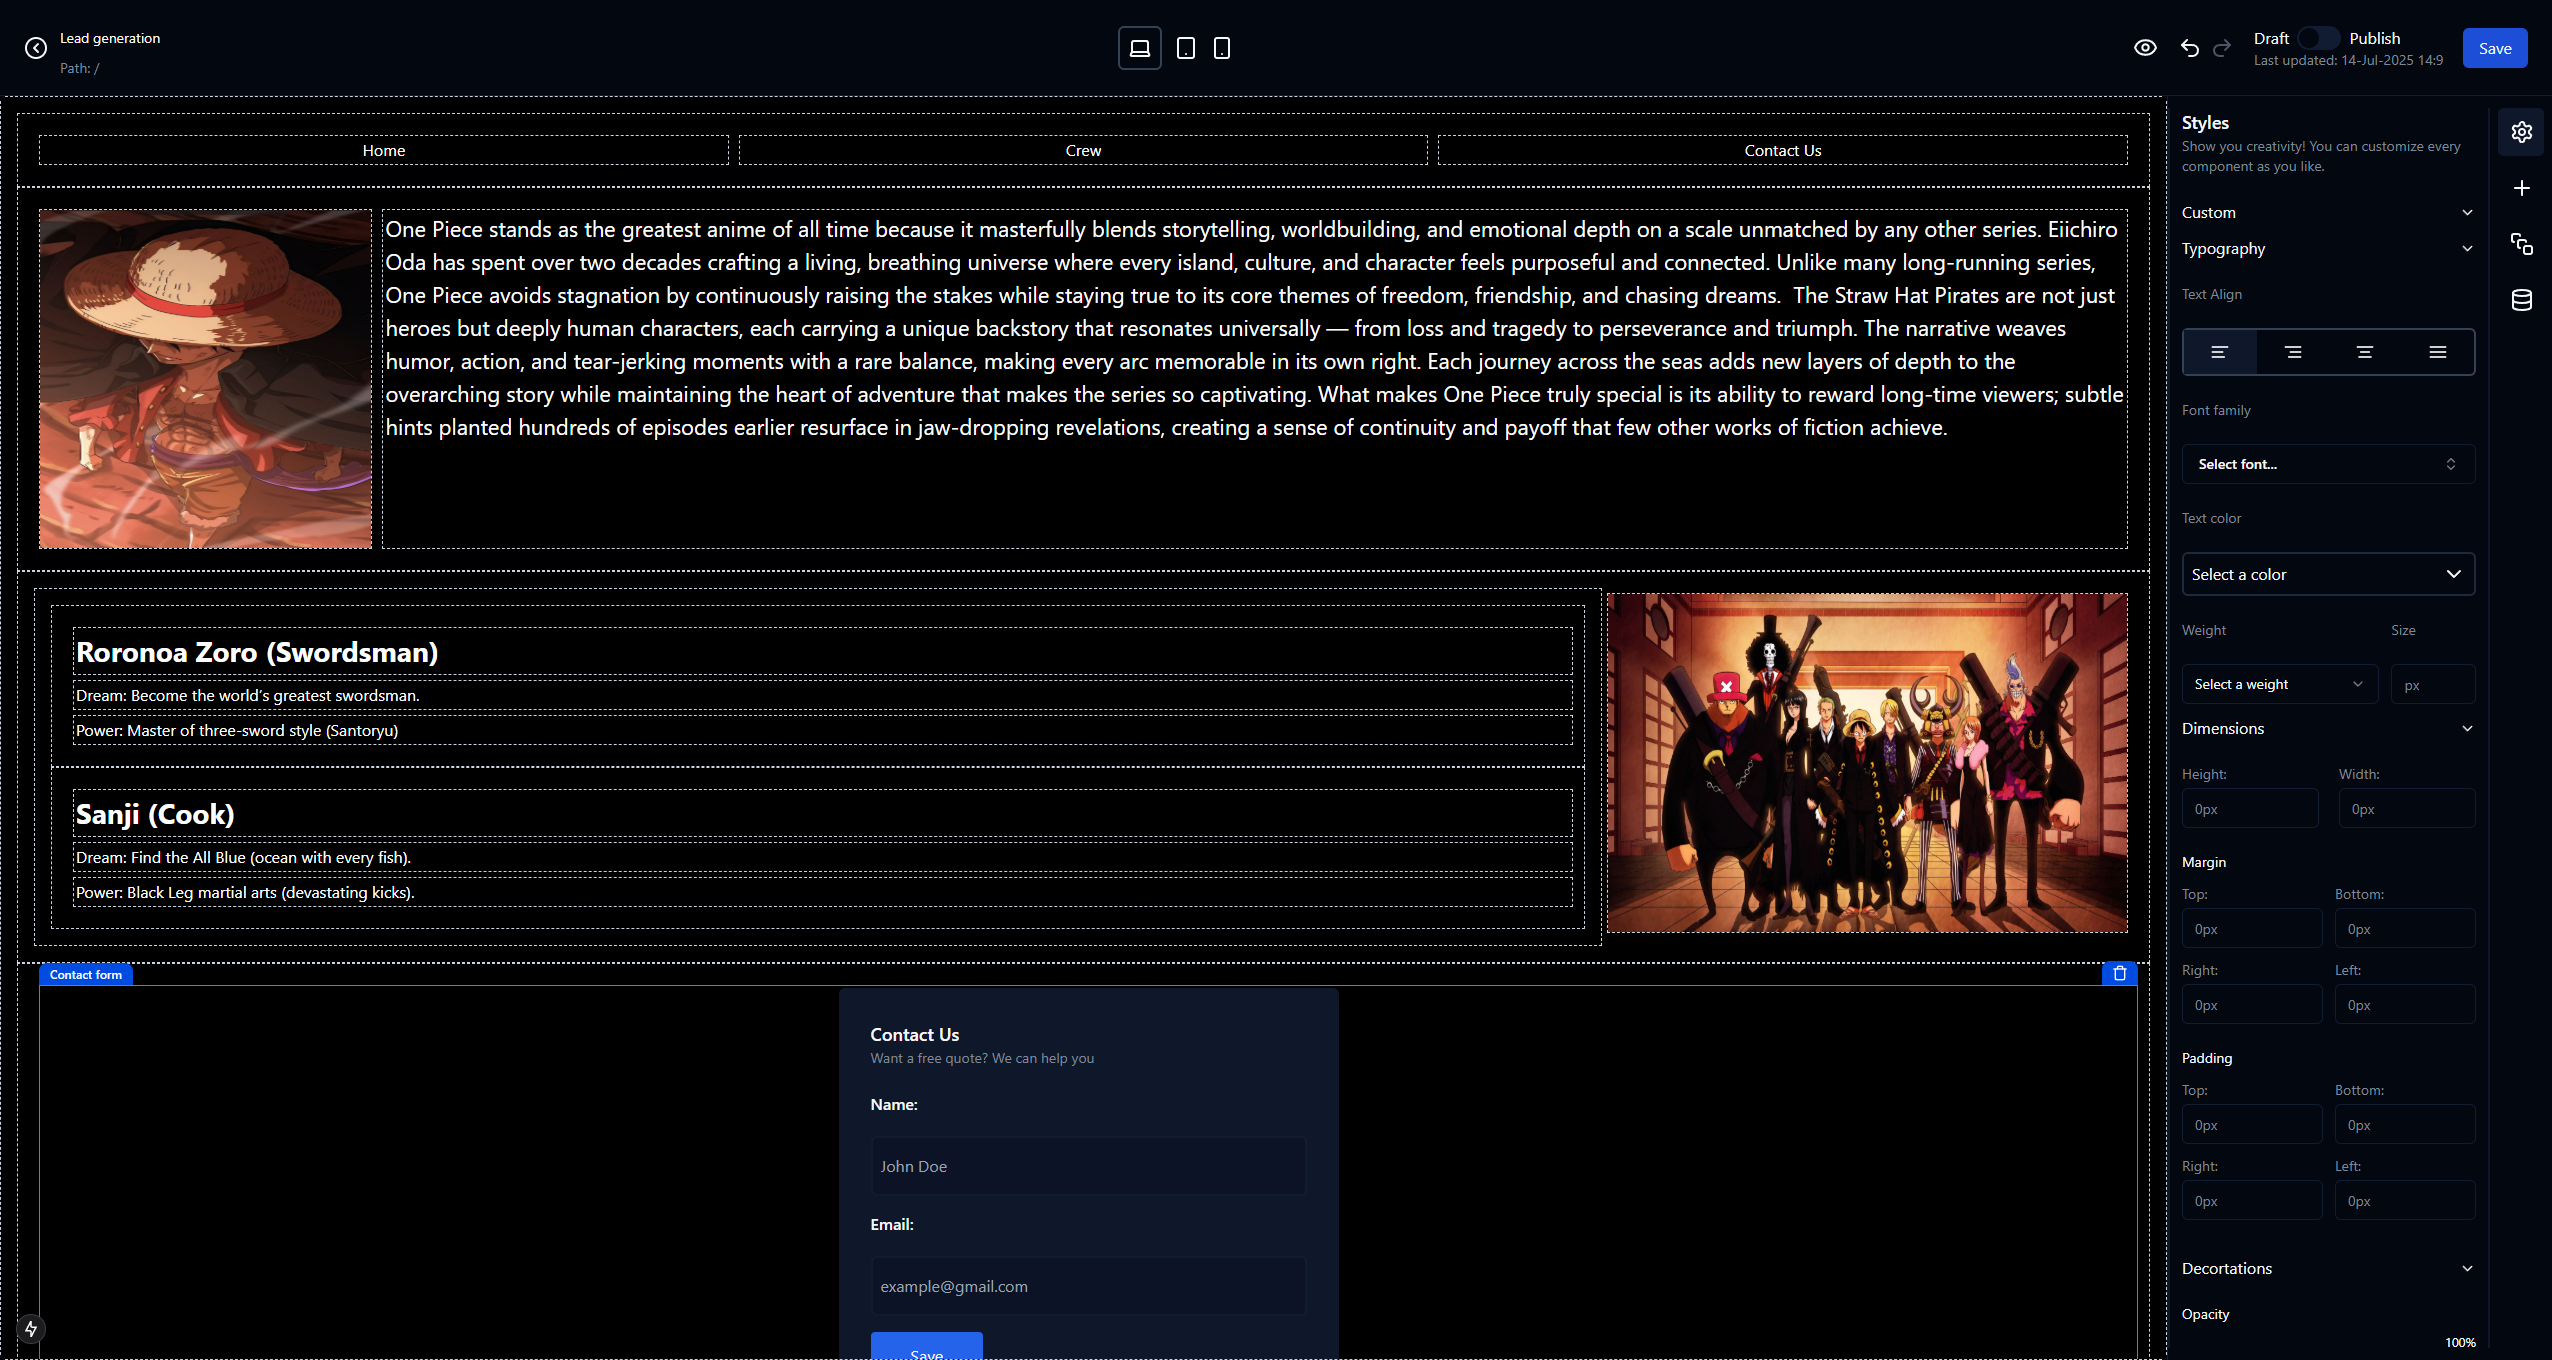 Lead generation
Path: /
Draft
Publish
Last updated: 14-Jul-2025 14:9
Save
Home
Crew
Contact Us
One Piece stands as the greatest anime of all time because it masterfully blends storytelling, worldbuilding, and emotional depth on a scale unmatched by any other series. Eiichiro
Oda has spent over two decades crafting a living, breathing universe where every island, culture, and character feels purposeful and connected. Unlike many long-running series,
One Piece avoids stagnation by continuously raising the stakes while staying true to its core themes of freedom, friendship, and chasing dreams.  The Straw Hat Pirates are not just
heroes but deeply human characters, each carrying a unique backstory that resonates universally — from loss and tragedy to perseverance and triumph. The narrative weaves
humor, action, and tear-jerking moments with a rare balance, making every arc memorable in its own right. Each journey across the seas adds new layers of depth to the
overarching story while maintaining the heart of adventure that makes the series so captivating. What makes One Piece truly special is its ability to reward long-time viewers; subtle
hints planted hundreds of episodes earlier resurface in jaw-dropping revelations, creating a sense of continuity and payoff that few other works of fiction achieve.
Roronoa Zoro (Swordsman)
Dream: Become the world’s greatest swordsman.
Power: Master of three-sword style (Santoryu)
Sanji (Cook)
Dream: Find the All Blue (ocean with every fish).
Power: Black Leg martial arts (devastating kicks).
Contact form
Contact Us
Want a free quote? We can help you
Name:
John Doe
Email:
example@gmail.com
Save
Styles
Show you creativity! You can customize every
component as you like.
Custom
Typography
Text Align
Font family
Select font...
Text color
Select a color
Weight
Size
Select a weight
px
Dimensions
Height:
Width:
0px
0px
Margin
Top:
Bottom:
0px
0px
Right:
Left:
0px
0px
Padding
Top:
Bottom:
0px
0px
Right:
Left:
0px
0px
Decortations
Opacity
100%